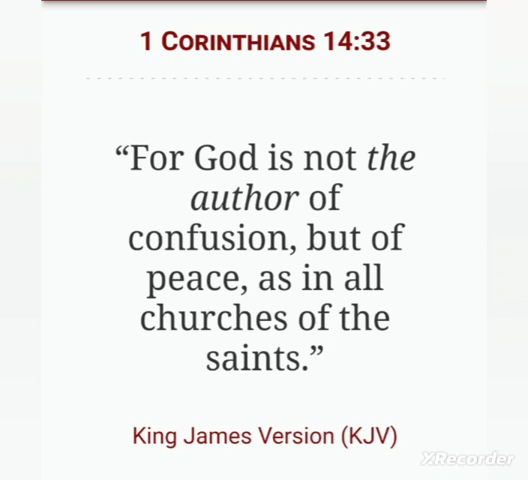 1 Corinthians 14:33
“For God is not the
author of
confusion, but of
peace, as in all
churches of the
saints.”
King James Version (KJV)
XRecorder